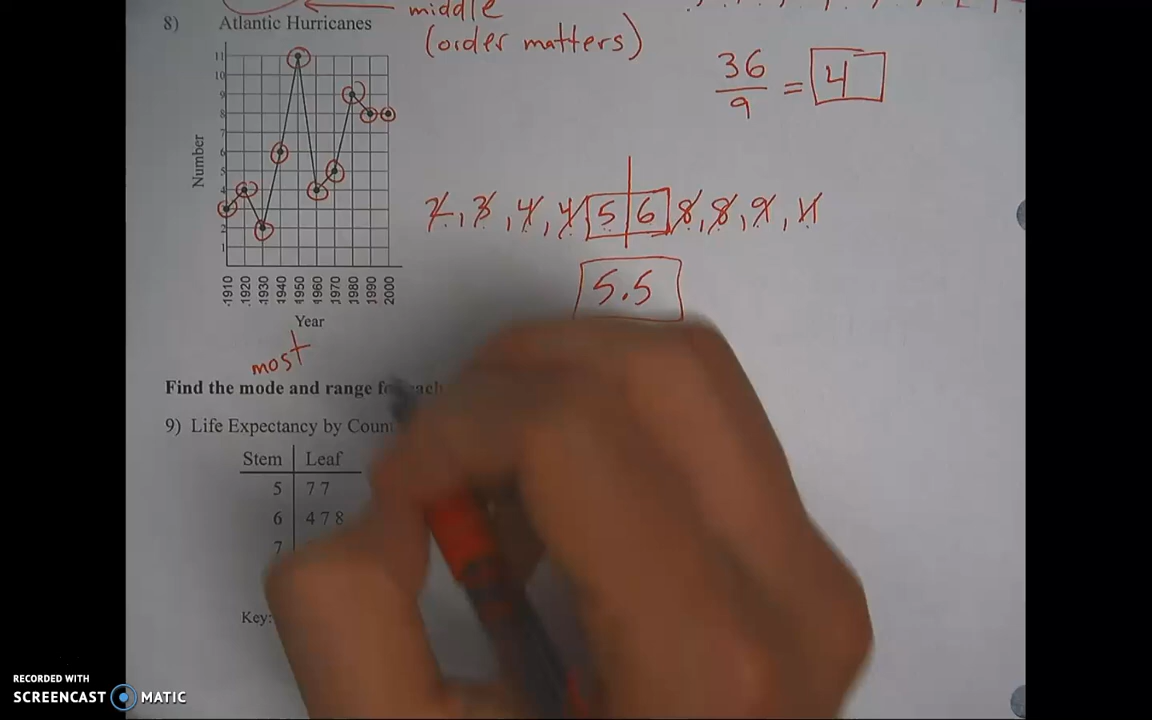 middle
8) Atlantic Hurricanes
(order matters)
36
9
= 4
11
10
9
8
7
6
5
4
2
1
Number
1910
1920
1930
1940
1950
1960
1970
1980
1990
2000
Year
2, 3, 4, 4 5 6 8, 8, 9, 11
5.5
most
Find the mode and range for each
9) Life Expectancy by Count
Stem Leaf
5 7 7
6 4 7 8
7
Key:
RECORDED WITH
SCREENCAST MATIC